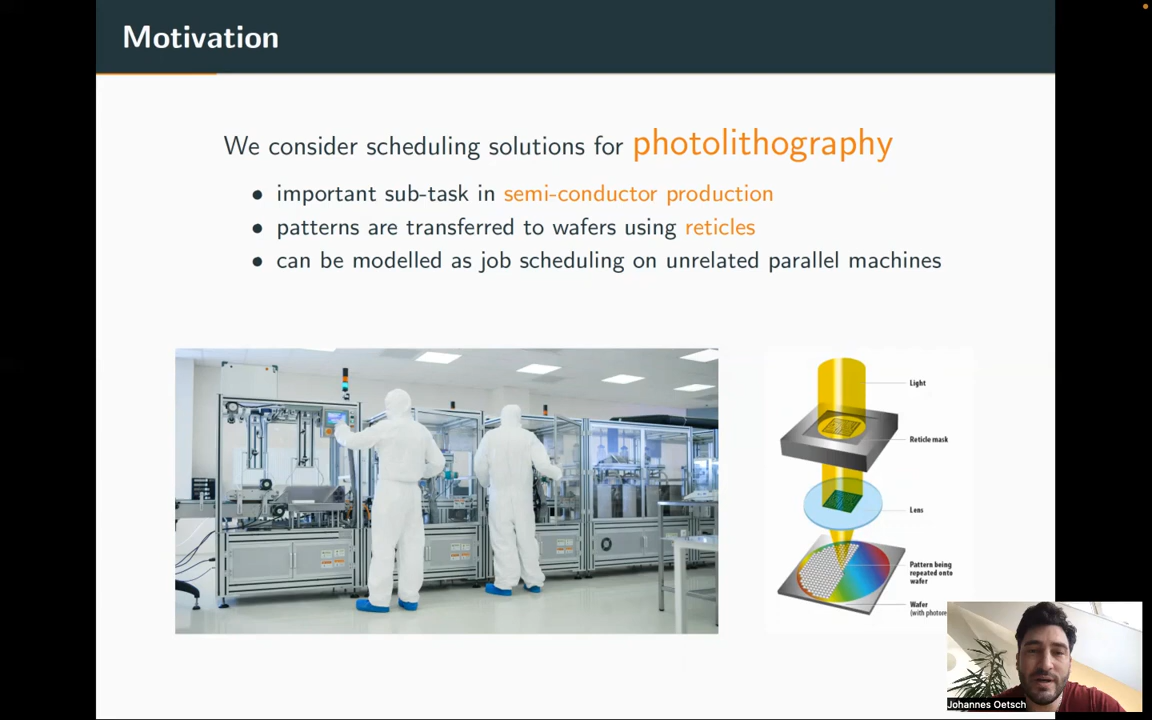 Motivation
We consider scheduling solutions for photolithography
• important sub-task in semi-conductor production
• patterns are transferred to wafers using reticles
• can be modelled as job scheduling on unrelated parallel machines
Light
Reticle mask
Lens
Pattern being
repeated onto
wafer
Wafer
(with photore
Johannes Oetsch